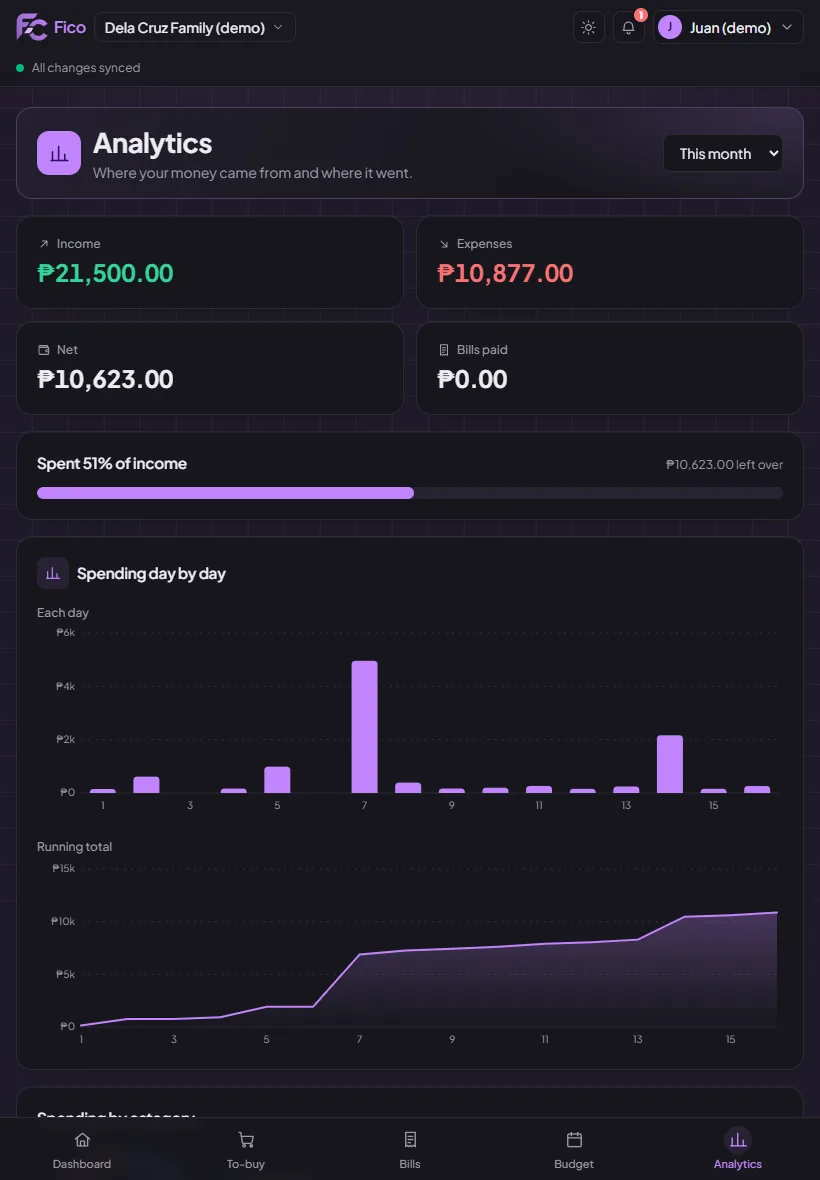 Fico
Dela Cruz Family (demo)
1
J
Juan (demo)
All changes synced
Analytics
Where your money came from and where it went.
This month
Income
₱21,500.00
Expenses
₱10,877.00
Net
₱10,623.00
Bills paid
₱0.00
Spent 51% of income
₱10,623.00 left over
Spending day by day
Each day
₱6k
₱4k
₱2k
₱0
1 3 5 7 9 11 13 15
Running total
₱15k
₱10k
₱5k
₱0
1 3 5 7 9 11 13 15
Spending by category
Dashboard
To-buy
Bills
Budget
Analytics